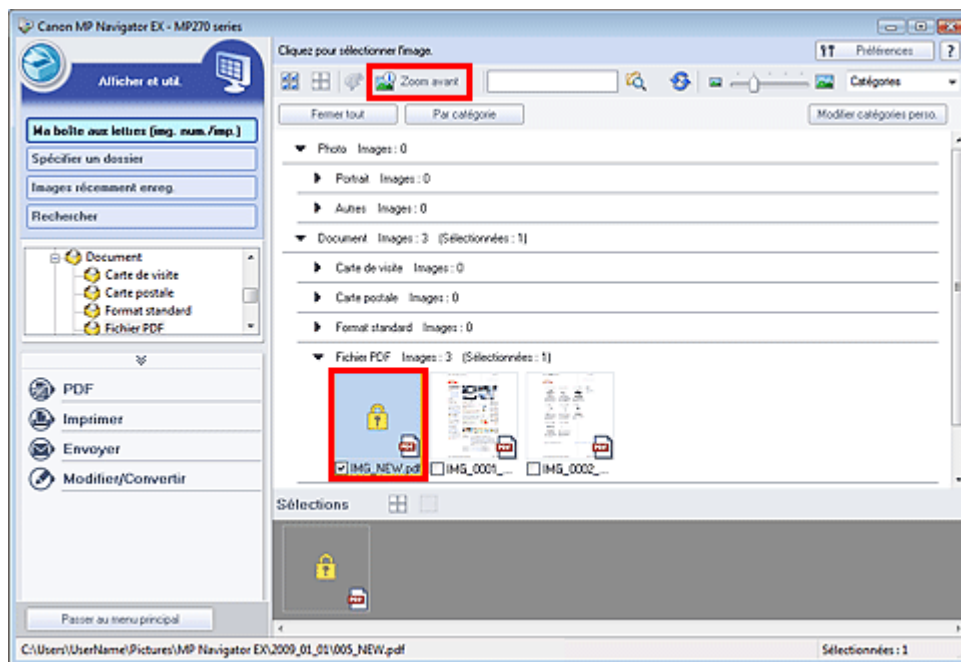 Canon MP Navigator EX - MP270 series
Afficher et util.
Ma boîte aux lettres (img. num./imp.)
Spécifier un dossier
Images récemment enreg.
Rechercher
Document
Carte de visite
Carte postale
Format standard
Fichier PDF
PDF
Imprimer
Envoyer
Modifier/Convertir
Passer au menu principal
Cliquez pour sélectionner l'image.
Préférences
?
Zoom avant
Catégories
Fermer tout
Par catégorie
Modifier catégories perso.
Photo Images : 0
Portrait Images : 0
Autres Images : 0
Document Images : 3 (Sélectionnées : 1)
Carte de visite Images : 0
Carte postale Images : 0
Format standard Images : 0
Fichier PDF Images : 3 (Sélectionnées : 1)
PDF
PDF
PDF
IMG_NEW.pdf
IMG_0001_...
IMG_0002_...
Sélections
PDF
C:\Users\UserName\Pictures\MP Navigator EX\2009_01_01\005_NEW.pdf
Sélectionnées : 1